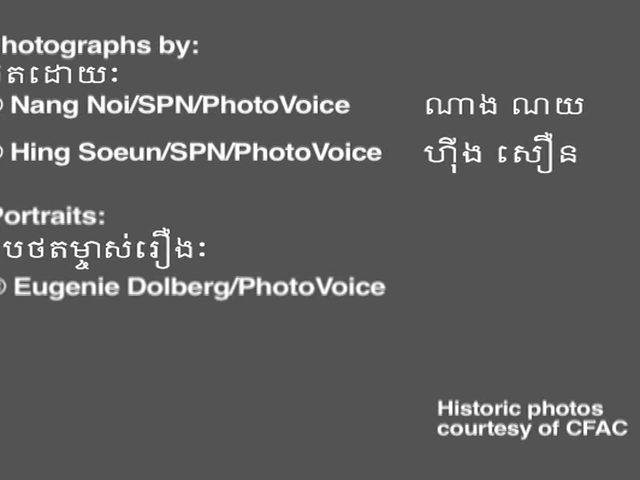 hotographs by:
តដោយៈ
Nang Noi/SPN/PhotoVoice ណាង ណយ
Hing Soeun/SPN/PhotoVoice ហ៊ីង សឿន
Portraits:
បថតម្ចាស់រឿងៈ
© Eugenie Dolberg/PhotoVoice
Historic photos
courtesy of CFAC